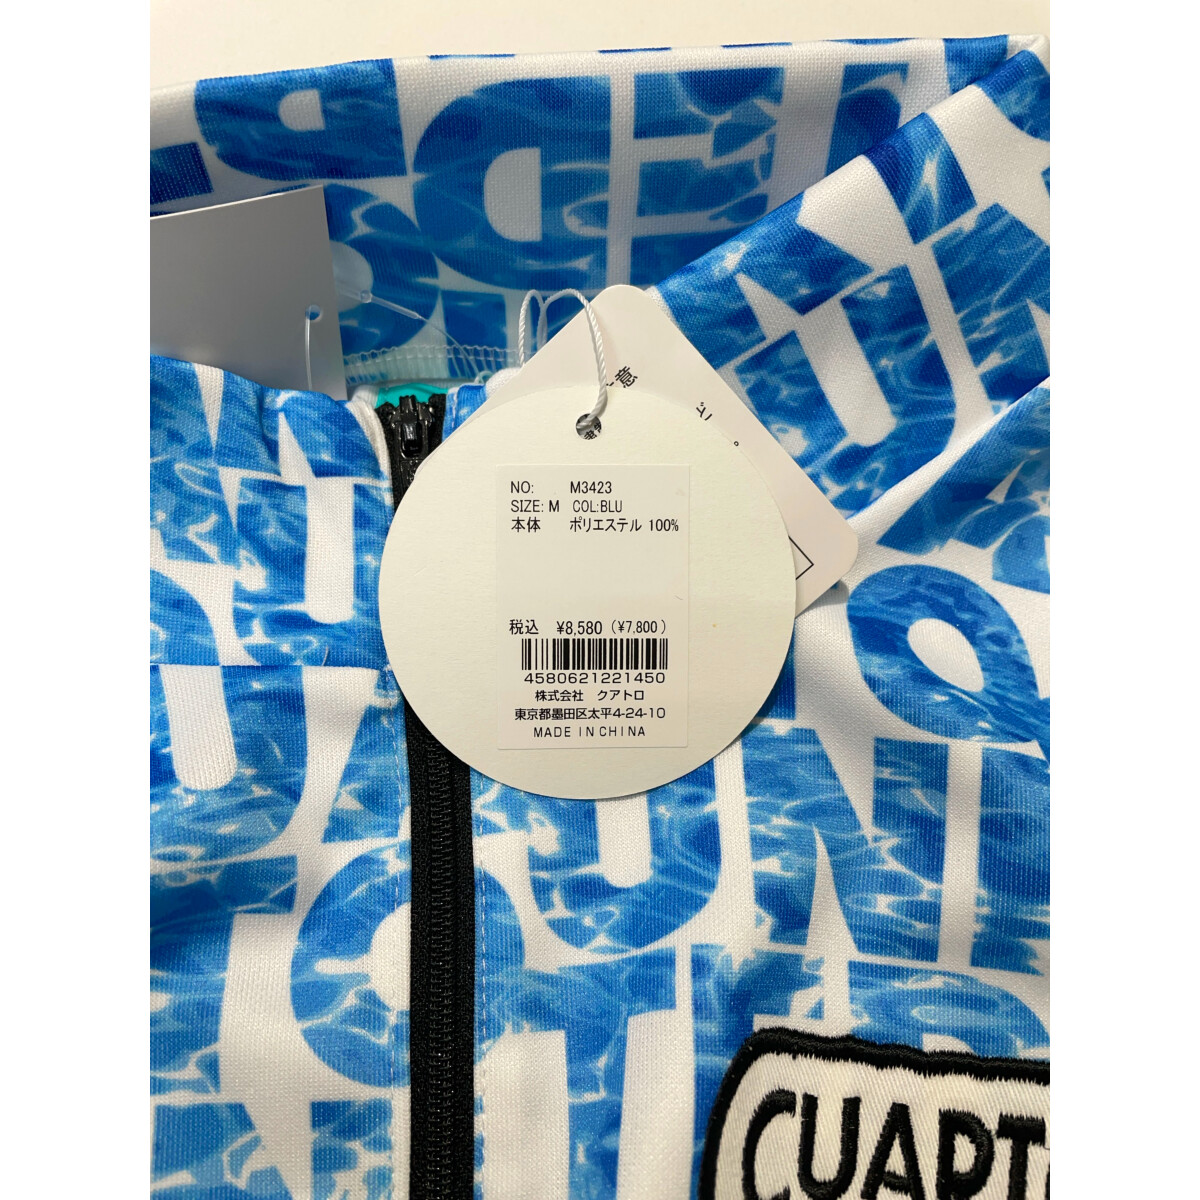 意
NO: M3423
SIZE: M COL:BLU
本体 ポリエステル 100%
税込 ¥8,580 (¥7,800)
4580621221450
株式会社 クアトロ
東京都墨田区太平4-24-10
MADE IN CHINA
CUAPT